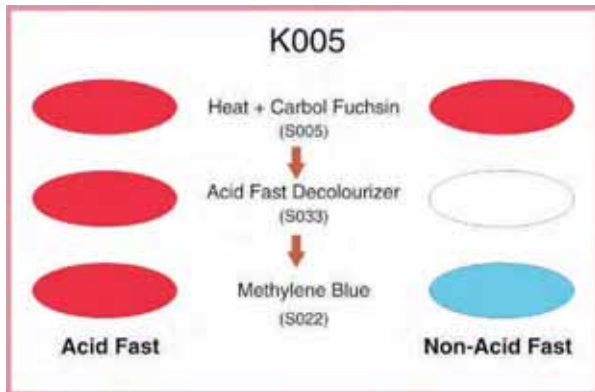 K005
Heat + Carbol Fuchsin
(S005)
Acid Fast Decolourizer
(S033)
Methylene Blue
(S022)
Acid Fast
Non-Acid Fast